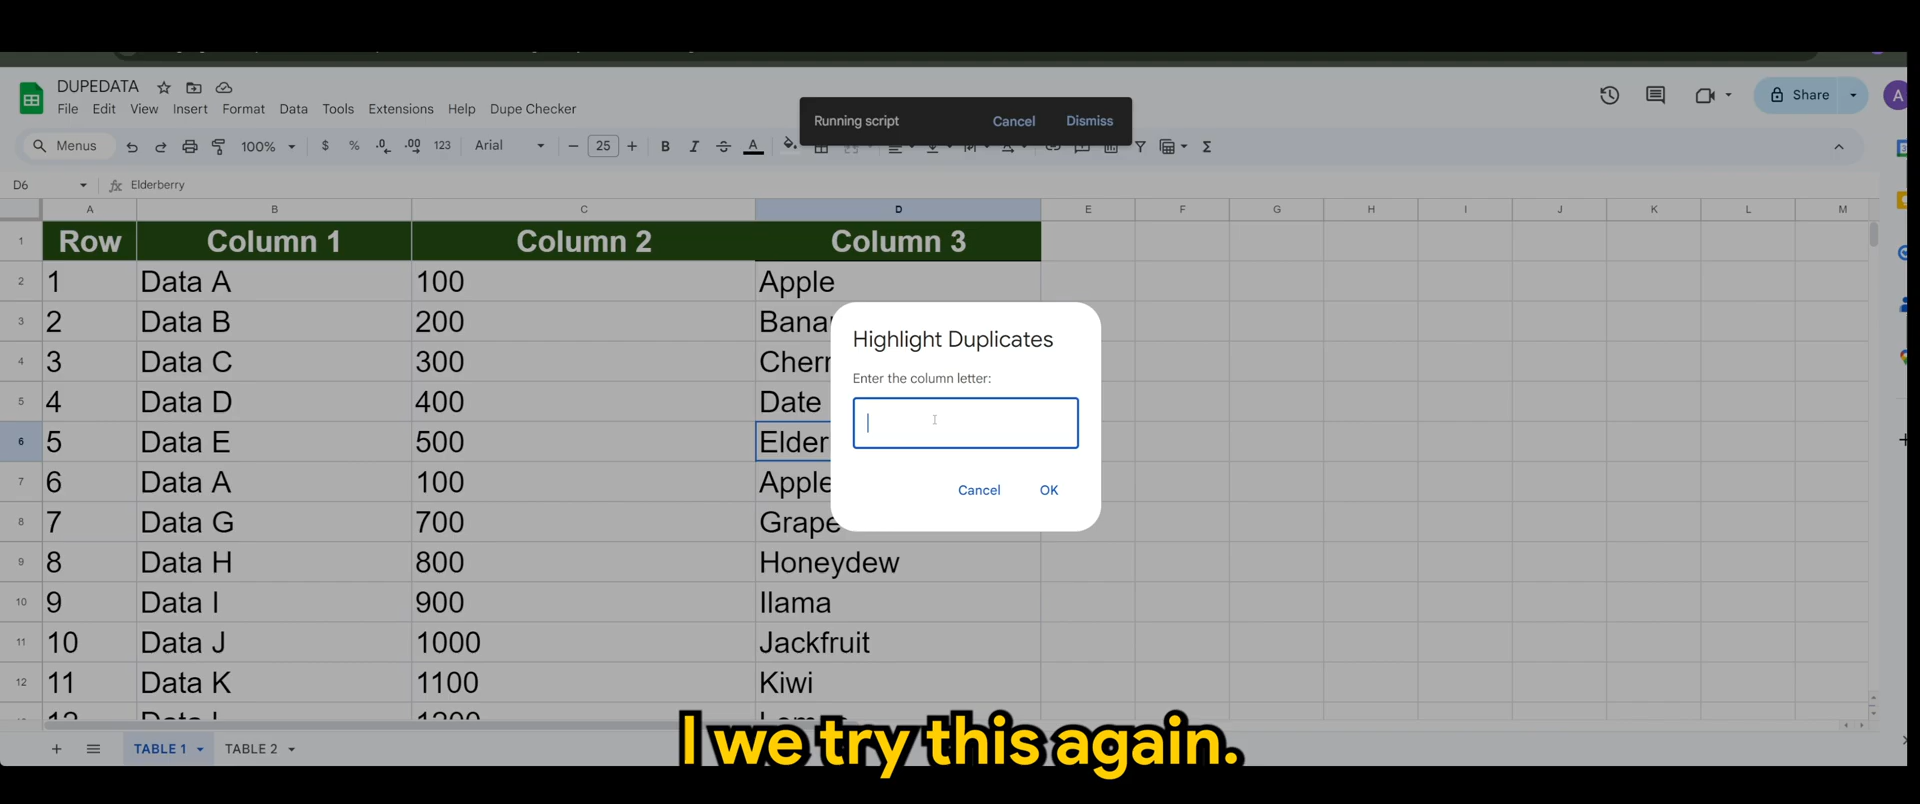 DUPEDATA
File Edit View Insert Format Data Tools Extensions Help Dupe Checker
Running script Cancel Dismiss
Share
A
Menus 100% $ % .0 .00 123 Arial 25 B I A Σ
D6 fx Elderberry
A B C D E F G H I J K L M
1 Row Column 1 Column 2 Column 3
2 1 Data A 100 Apple
3 2 Data B 200 Bana
4 3 Data C 300 Cherr
5 4 Data D 400 Date
6 5 Data E 500 Elder
7 6 Data A 100 Apple
8 7 Data G 700 Grape
9 8 Data H 800 Honeydew
10 9 Data I 900 Ilama
11 10 Data J 1000 Jackfruit
12 11 Data K 1100 Kiwi
Highlight Duplicates
Enter the column letter:
Cancel OK
TABLE 1 TABLE 2
I we try this again.